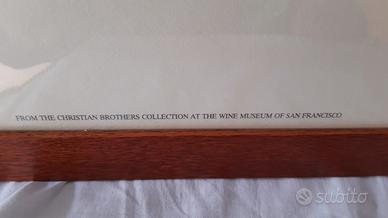 FROM THE CHRISTIAN BROTHERS COLLECTION AT THE WINE MUSEUM OF SAN FRANCISCO
subito